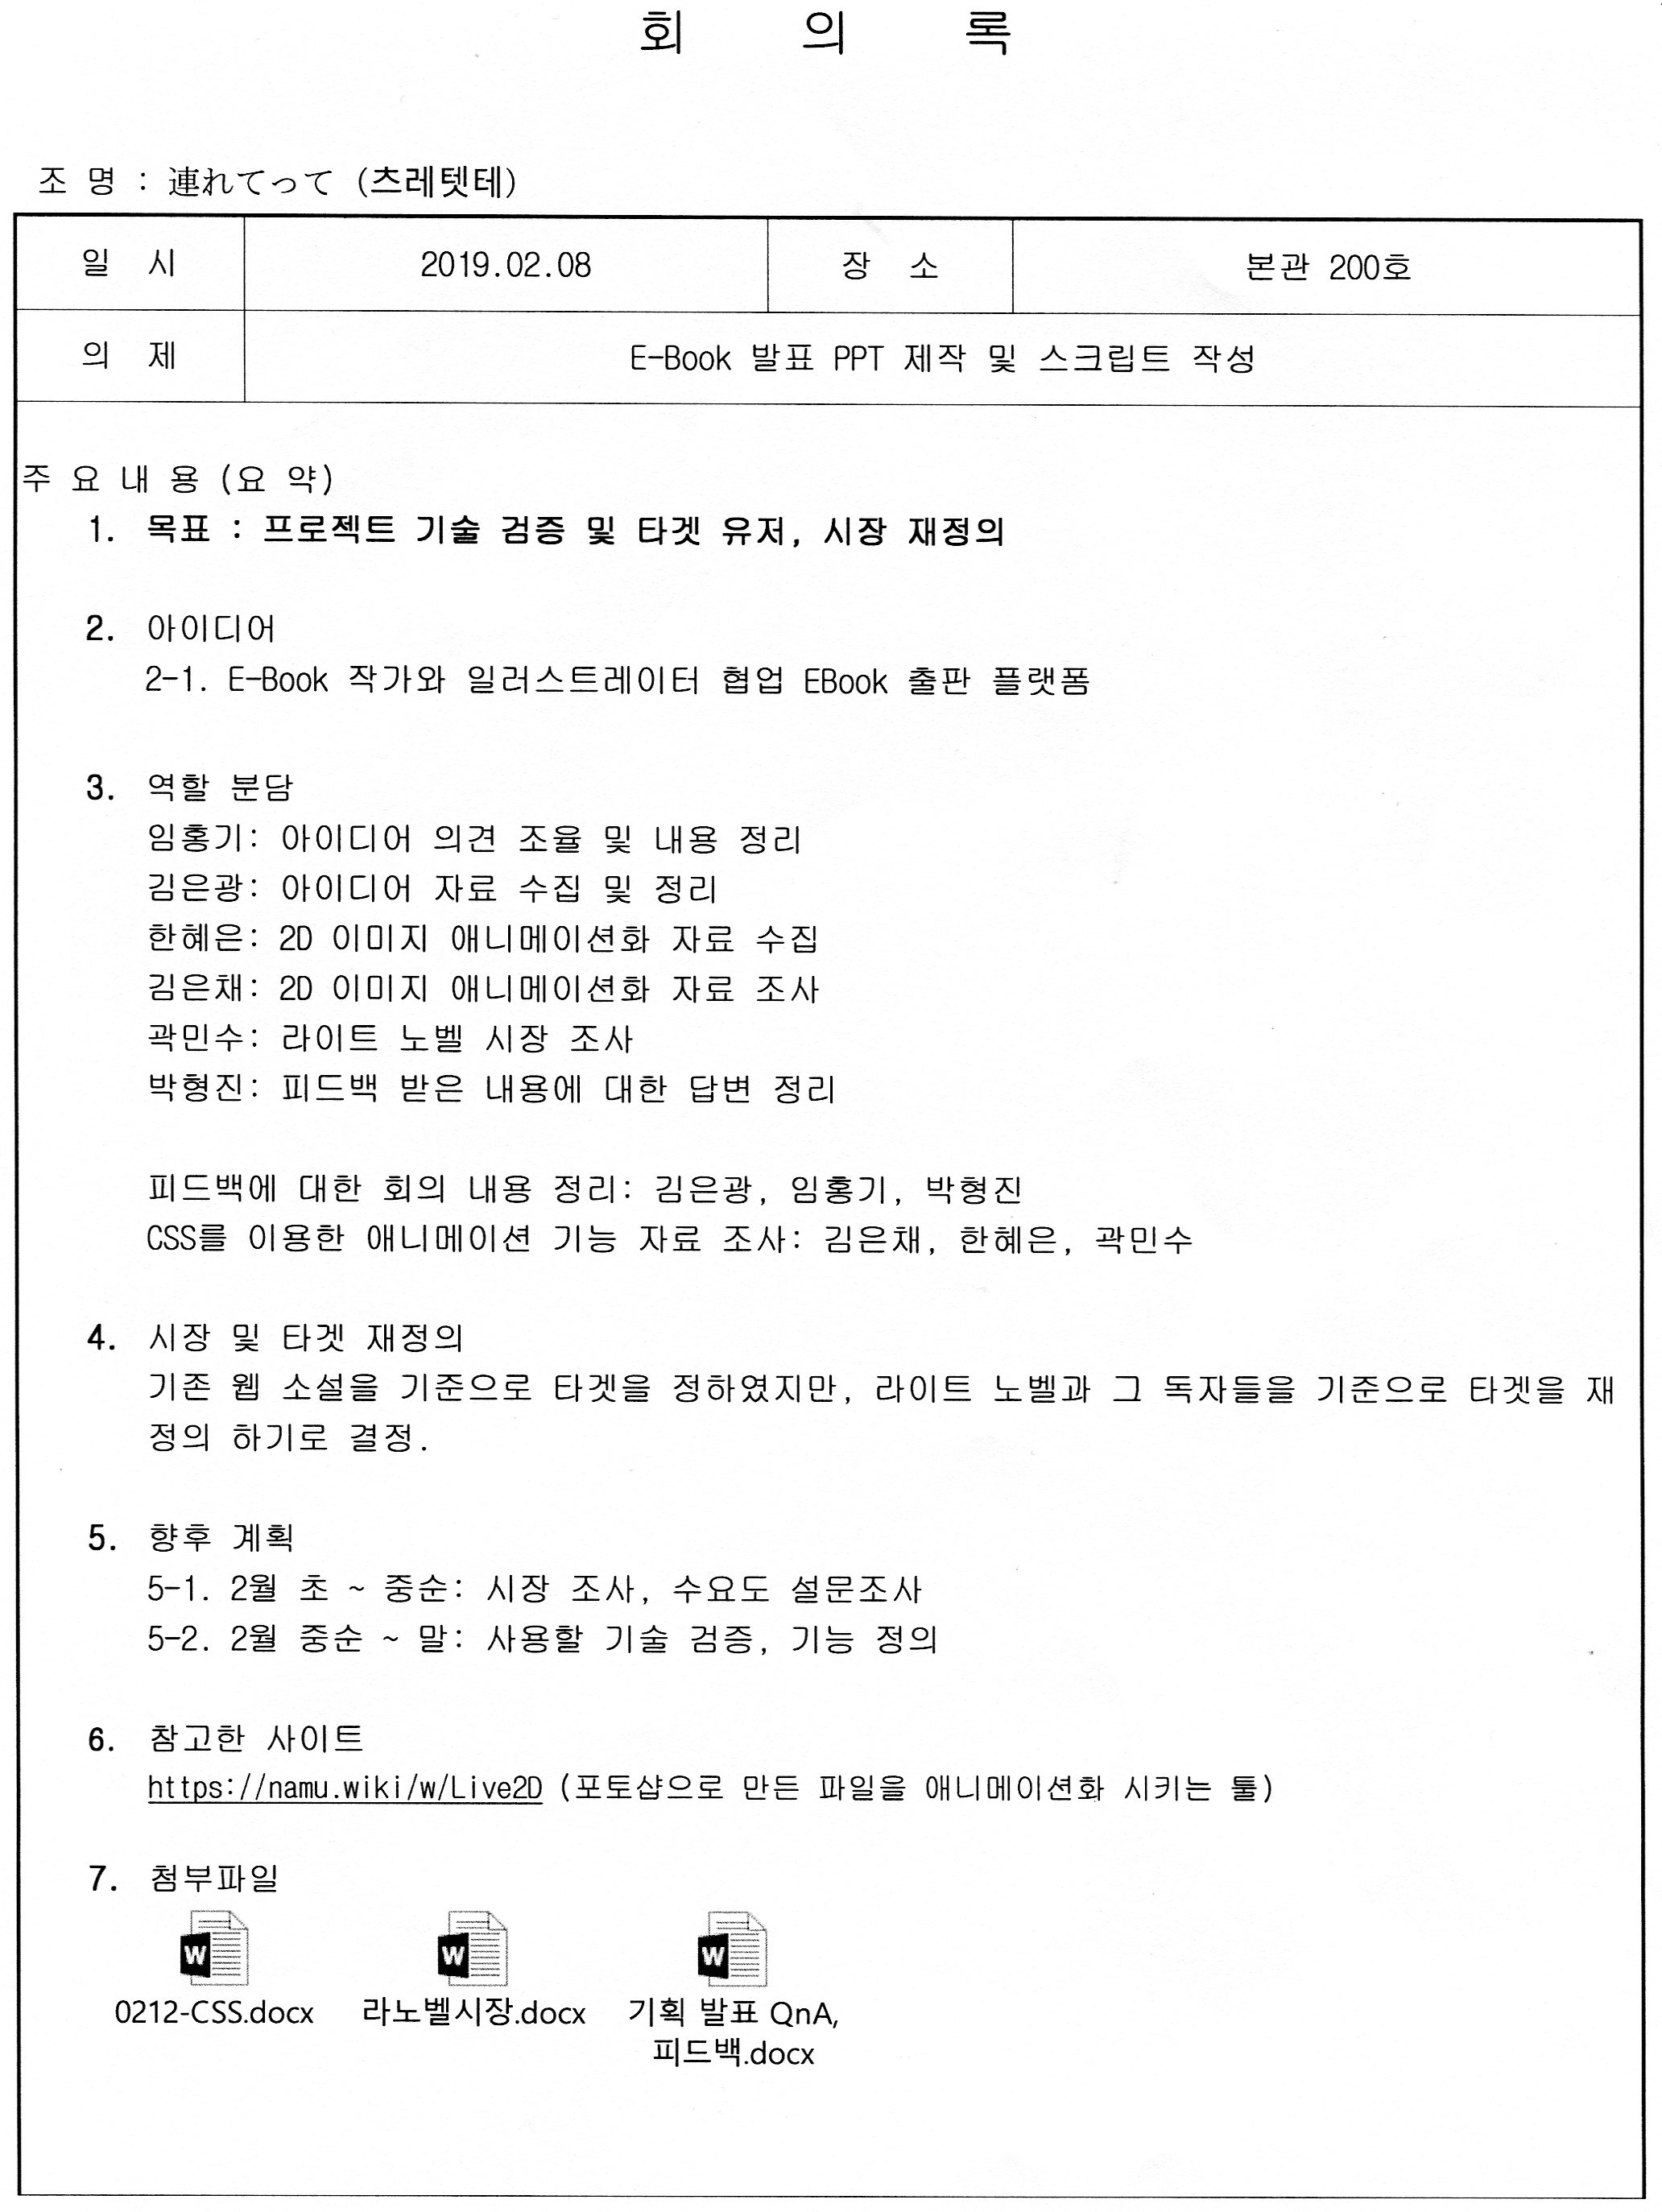 회 의 록
조 명 : 連れてって (츠레텟테)
일 시 2019.02.08 장 소 본관 200호
의 제 E-Book 발표 PPT 제작 및 스크립트 작성
주 요 내 용 (요 약)
1. 목표 : 프로젝트 기술 검증 및 타겟 유저, 시장 재정의
2. 아이디어
2-1. E-Book 작가와 일러스트레이터 협업 EBook 출판 플랫폼
3. 역할 분담
임홍기: 아이디어 의견 조율 및 내용 정리
김은광: 아이디어 자료 수집 및 정리
한혜은: 2D 이미지 애니메이션화 자료 수집
김은채: 2D 이미지 애니메이션화 자료 조사
곽민수: 라이트 노벨 시장 조사
박형진: 피드백 받은 내용에 대한 답변 정리
피드백에 대한 회의 내용 정리: 김은광, 임홍기, 박형진
CSS를 이용한 애니메이션 기능 자료 조사: 김은채, 한혜은, 곽민수
4. 시장 및 타겟 재정의
기존 웹 소설을 기준으로 타겟을 정하였지만, 라이트 노벨과 그 독자들을 기준으로 타겟을 재
정의 하기로 결정.
5. 향후 계획
5-1. 2월 초 ~ 중순: 시장 조사, 수요도 설문조사
5-2. 2월 중순 ~ 말: 사용할 기술 검증, 기능 정의
6. 참고한 사이트
https://namu.wiki/w/Live2D (포토샵으로 만든 파일을 애니메이션화 시키는 툴)
7. 첨부파일
W W W
0212-CSS.docx 라노벨시장.docx 기획 발표 QnA,
피드백.docx